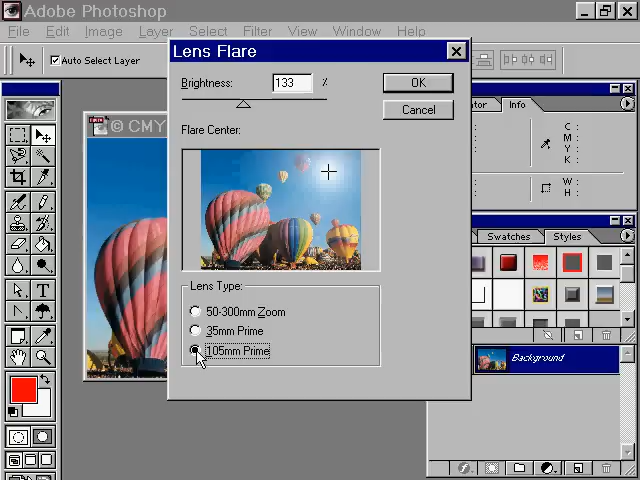 Adobe Photoshop
File Edit Image Layer Select Filter View Window Help
Auto Select Layer
Lens Flare
Brightness: 133 %
OK
Cancel
Flare Center:
Lens Type:
50-300mm Zoom
35mm Prime
105mm Prime
© CMY
Info
C :
M :
Y :
K :
W :
H :
Swatches Styles
Background
T